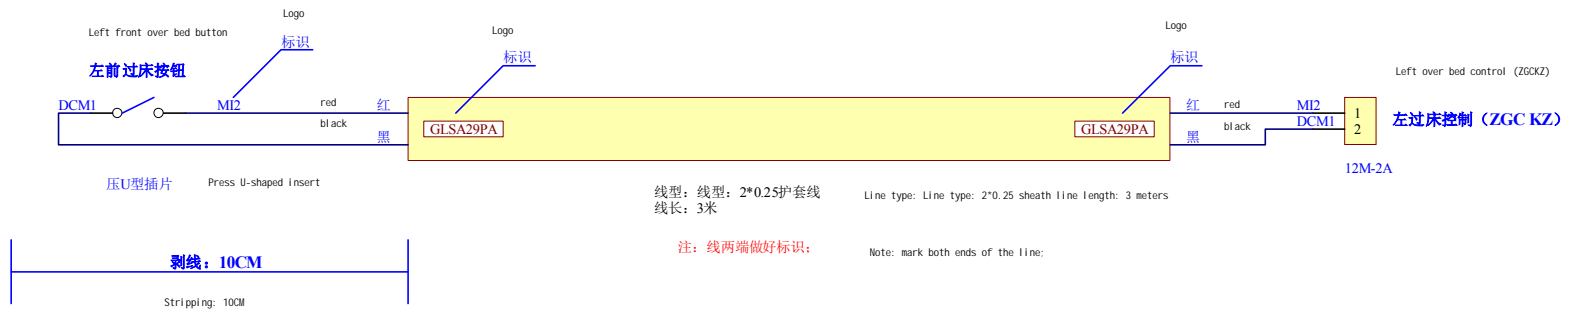 Logo
Left front over bed button
标识
左前过床按钮
Logo
标识
Logo
标识
Left over bed control (ZGCKZ)
DCM1
MI2
red
红
black
黑
GLSA29PA
GLSA29PA
红
red
MI2
black
黑
DCM1
1
2
左过床控制（ZGC KZ）
12M-2A
压U型插片
Press U-shaped insert
线型：线型：2*0.25护套线
线长：3米
Line type: Line type: 2*0.25 sheath line length: 3 meters
注：线两端做好标识；
Note: mark both ends of the line;
剥线：10CM
Stripping: 10CM